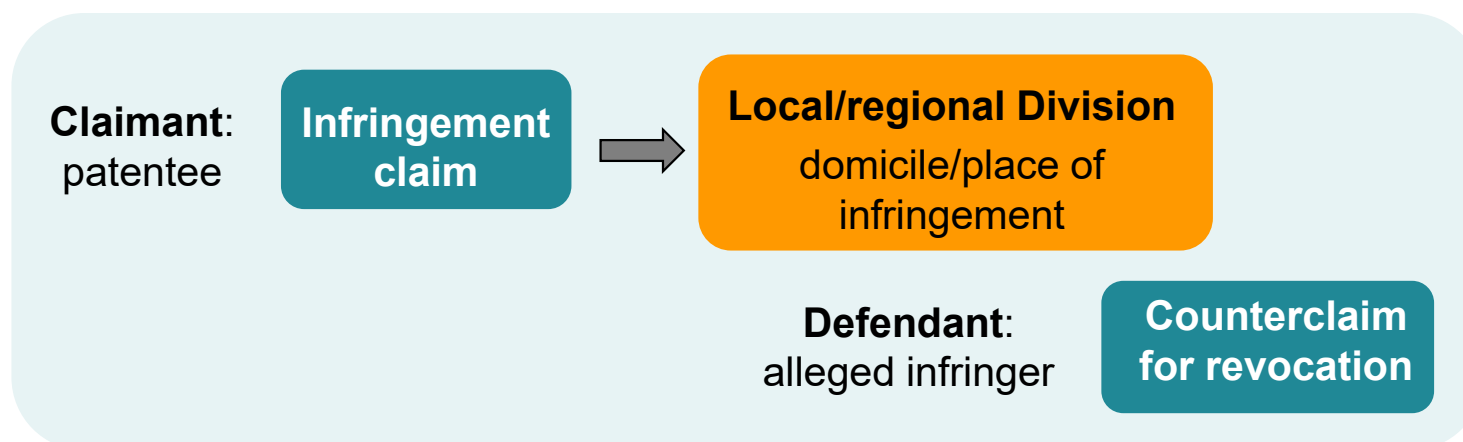 Claimant:
patentee
Infringement
claim
Local/regional Division
domicile/place of
infringement
Defendant:
alleged infringer
Counterclaim
for revocation